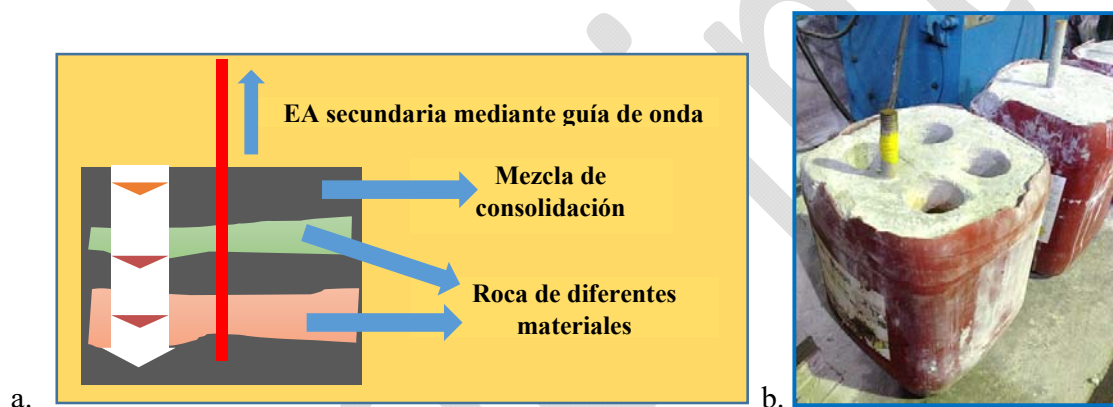 EA secundaria mediante guía de onda
Mezcla de
consolidación
Roca de diferentes
materiales
a.
b.